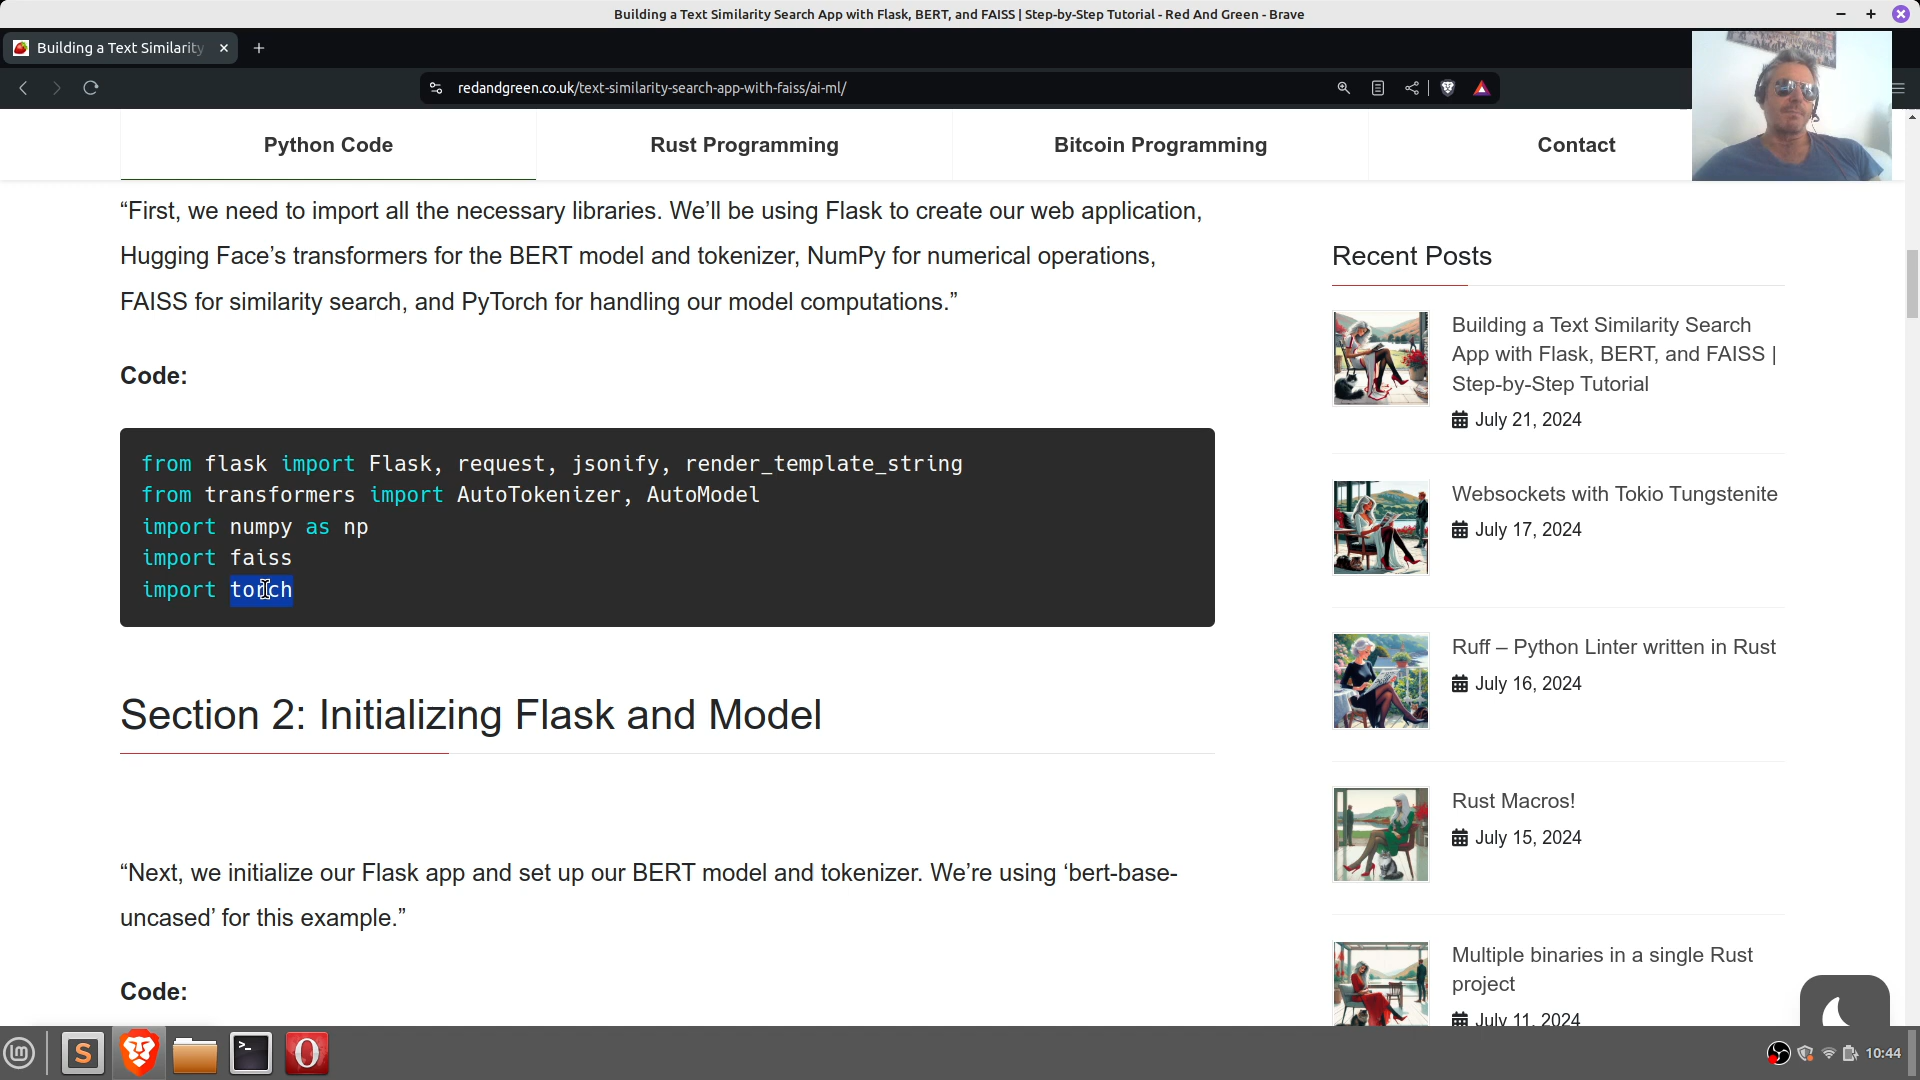 Building a Text Similarity Search App with Flask, BERT, and FAISS | Step-by-Step Tutorial - Red And Green - Brave
Building a Text Similarity
redandgreen.co.uk/text-similarity-search-app-with-faiss/ai-ml/
Python Code
Rust Programming
Bitcoin Programming
Contact
“First, we need to import all the necessary libraries. We’ll be using Flask to create our web application,
Hugging Face’s transformers for the BERT model and tokenizer, NumPy for numerical operations,
FAISS for similarity search, and PyTorch for handling our model computations.”
Code:
from flask import Flask, request, jsonify, render_template_string
from transformers import AutoTokenizer, AutoModel
import numpy as np
import faiss
import torch
Section 2: Initializing Flask and Model
“Next, we initialize our Flask app and set up our BERT model and tokenizer. We’re using ‘bert-base-
uncased’ for this example.”
Code:
Recent Posts
Building a Text Similarity Search
App with Flask, BERT, and FAISS |
Step-by-Step Tutorial
July 21, 2024
Websockets with Tokio Tungstenite
July 17, 2024
Ruff – Python Linter written in Rust
July 16, 2024
Rust Macros!
July 15, 2024
Multiple binaries in a single Rust
project
July 11, 2024
10:44